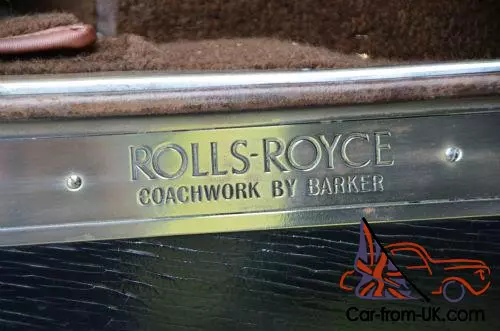 ROLLS-ROYCE
COACHWORK BY BARKER
Car-from-UK.com